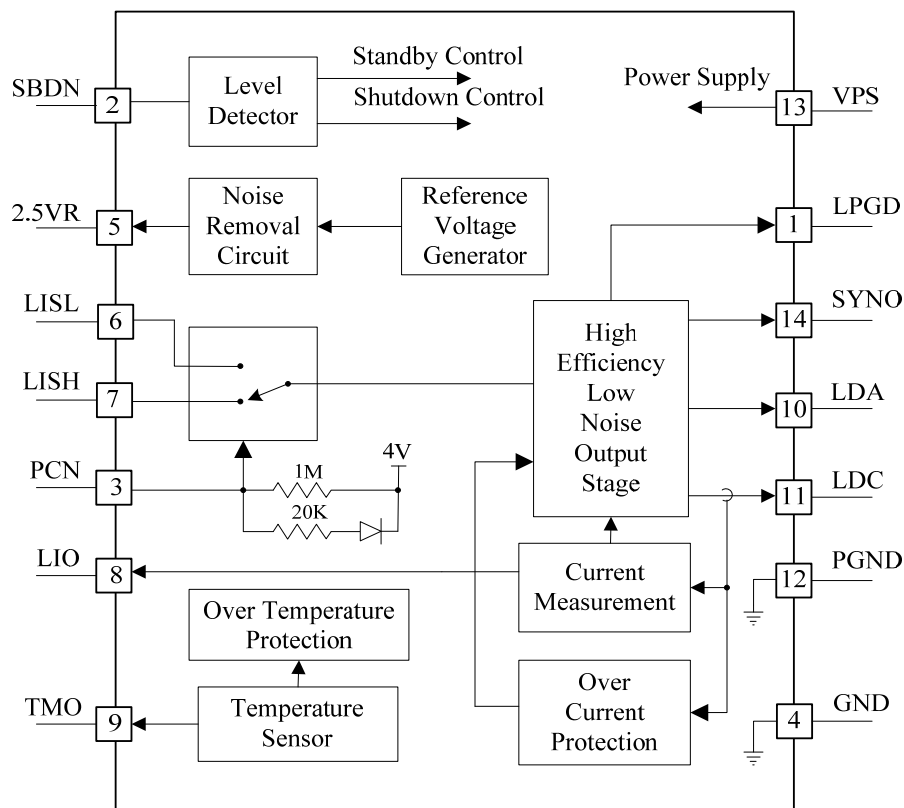 SBDN
2
Level
Detector
Standby Control
Shutdown Control
Power Supply
13
VPS
2.5VR
5
Noise
Removal
Circuit
Reference
Voltage
Generator
1
LPGD
LISL
6
LISH
7
High
Efficiency
Low
Noise
Output
Stage
14
SYNO
10
LDA
PCN
3
1M
4V
20K
11
LDC
LIO
8
Current
Measurement
12
PGND
Over Temperature
Protection
TMO
9
Temperature
Sensor
Over
Current
Protection
4
GND